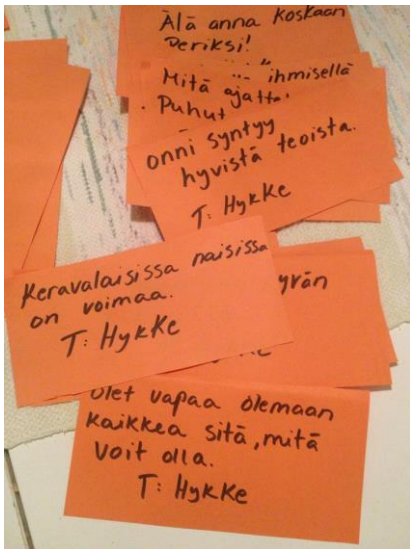 Älä anna koskaan
periksi!
Mitä ihmisellä
Puhut
onni syntyy
hyvistä teoista.
T: Hykke
Keravalaisissa naisissa
on voimaa.
T: Hykke
olet vapaa olemaan
kaikkea sitä, mitä
voit olla.
T: Hykke